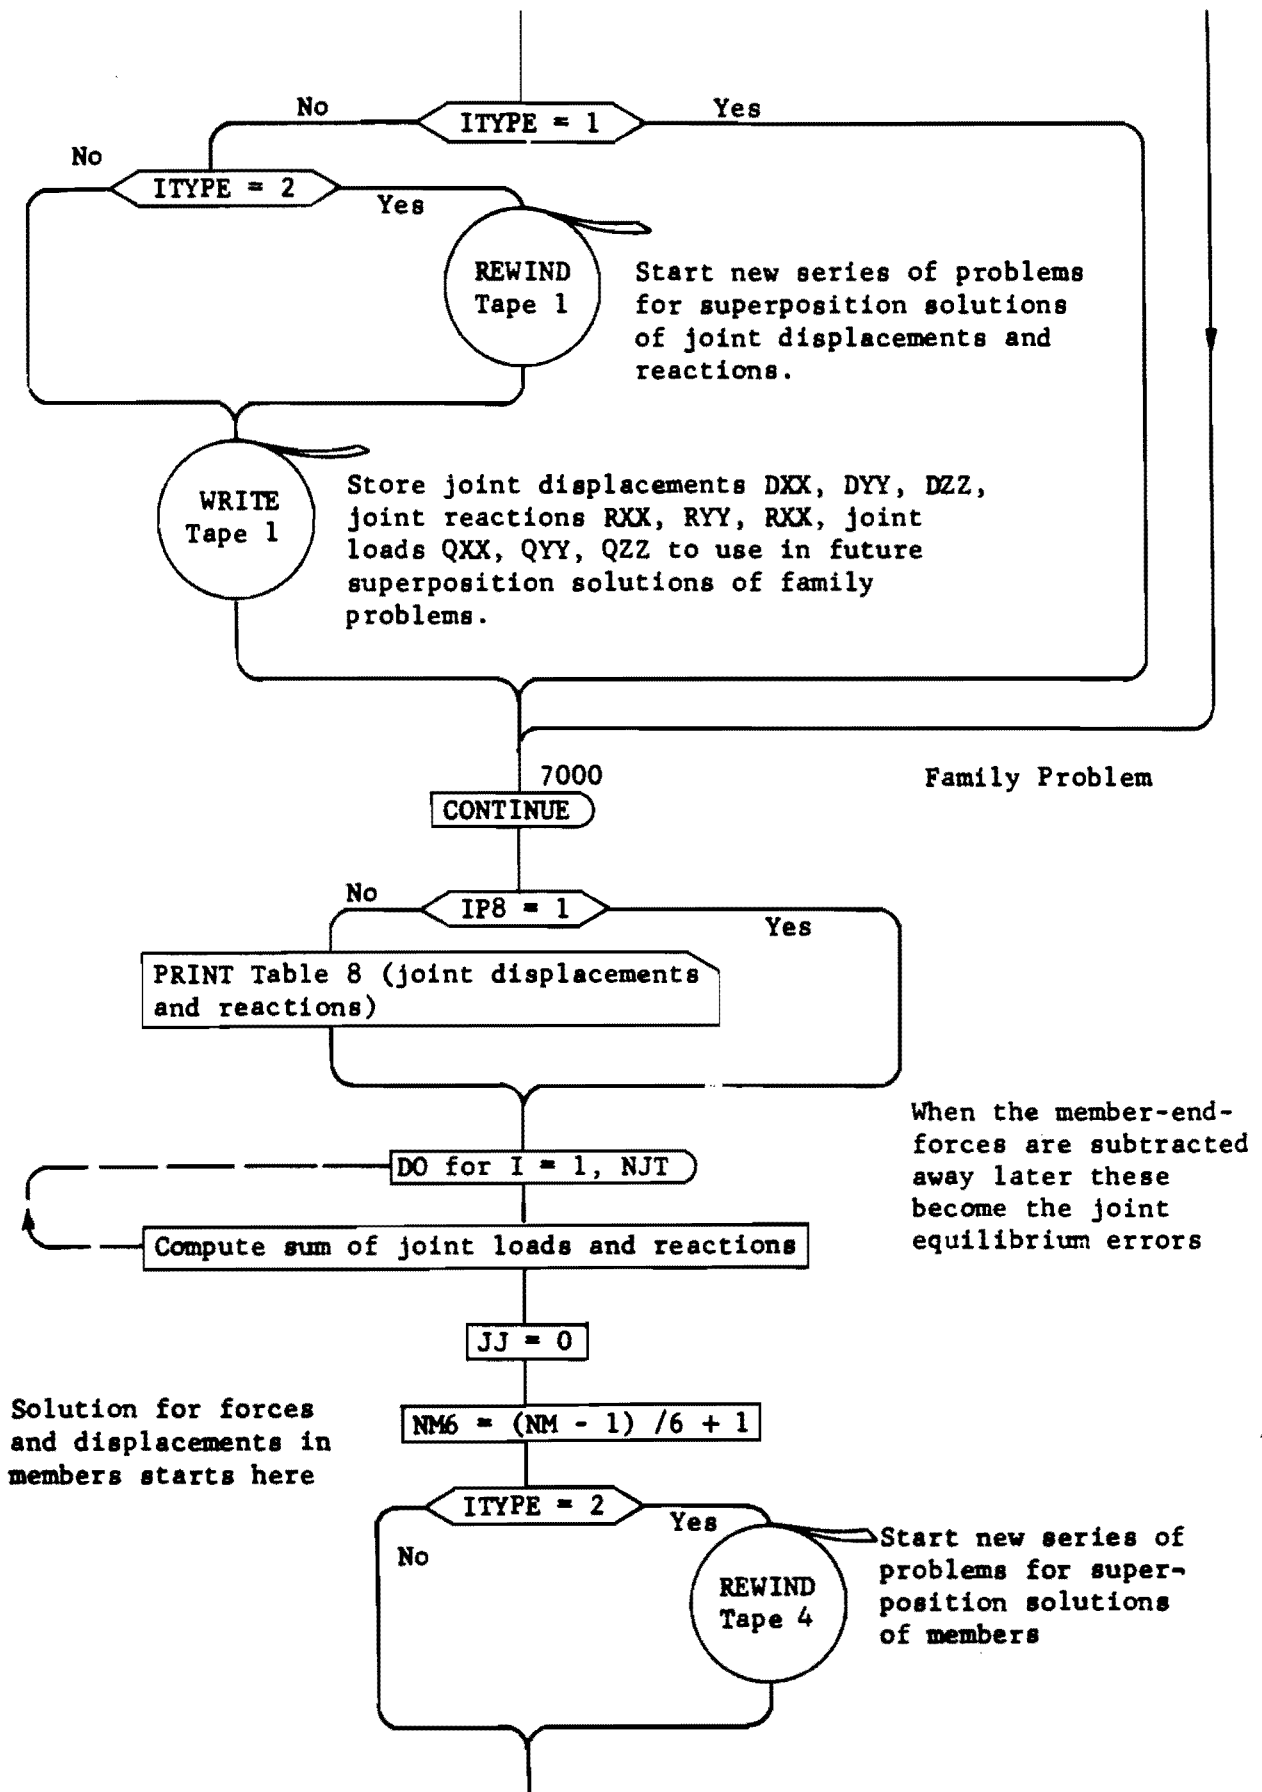 No
ITYPE = 1
Yes
No
ITYPE = 2
Yes
REWIND
Tape 1
Start new series of problems
for superposition solutions
of joint displacements and
reactions.
WRITE
Tape 1
Store joint displacements DXX, DYY, DZZ,
joint reactions RXX, RYY, RXX, joint
loads QXX, QYY, QZZ to use in future
superposition solutions of family
problems.
7000
Family Problem
CONTINUE
No
IP8 = 1
Yes
PRINT Table 8 (joint displacements
and reactions)
When the member-end-
forces are subtracted
away later these
become the joint
equilibrium errors
DO for I = 1, NJT
Compute sum of joint loads and reactions
JJ = 0
Solution for forces
and displacements in
members starts here
NM6 = (NM - 1) /6 + 1
ITYPE = 2
Yes
No
REWIND
Tape 4
Start new series of
problems for super-
position solutions
of members